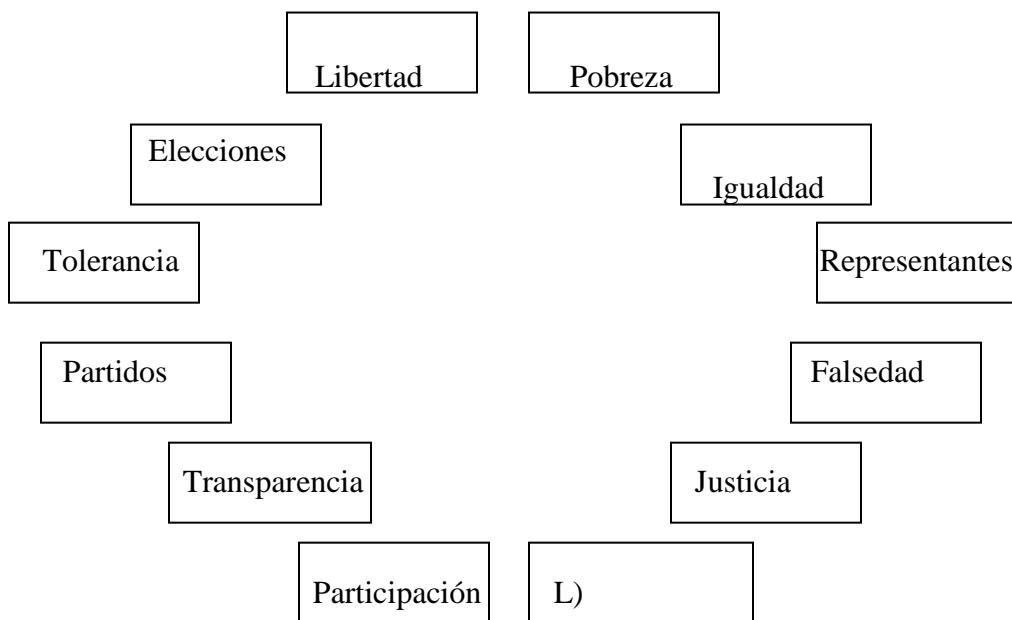 Libertad
Pobreza
Elecciones
Igualdad
Tolerancia
Representantes
Partidos
Falsedad
Transparencia
Justicia
Participación
L)